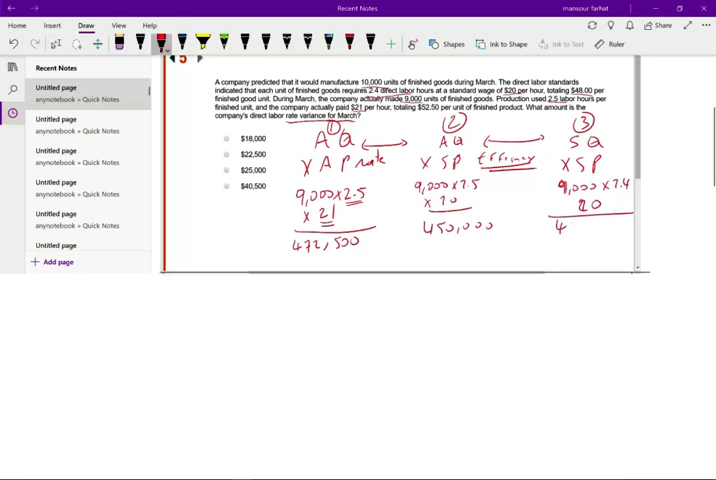 Recent Notes
mansour farhat
Home Insert Draw View Help
Share
Shapes Ink to Shape Ink to Text Ruler
Recent Notes
Untitled page
anynotebook » Quick Notes
Untitled page
anynotebook » Quick Notes
Untitled page
anynotebook » Quick Notes
Untitled page
anynotebook » Quick Notes
Untitled page
anynotebook » Quick Notes
Untitled page
+ Add page
5
A company predicted that it would manufacture 10,000 units of finished goods during March. The direct labor standards
indicated that each unit of finished goods requires 2.4 direct labor hours at a standard wage of $20 per hour, totaling $48.00 per
finished good unit. During March, the company actually made 9,000 units of finished goods. Production used 2.5 labor hours per
finished unit, and the company actually paid $21 per hour, totaling $52.50 per unit of finished product. What amount is the
company's direct labor rate variance for March?
$18,000
$22,500
$25,000
$40,500
1 2 3
A Q A Q S Q
X A P rate X SP Efficiency X SP
9,000 x 2.5 9,000 x 2.5 9,000 x 2.4
x 21 x 20 20
472,500 450,000 4